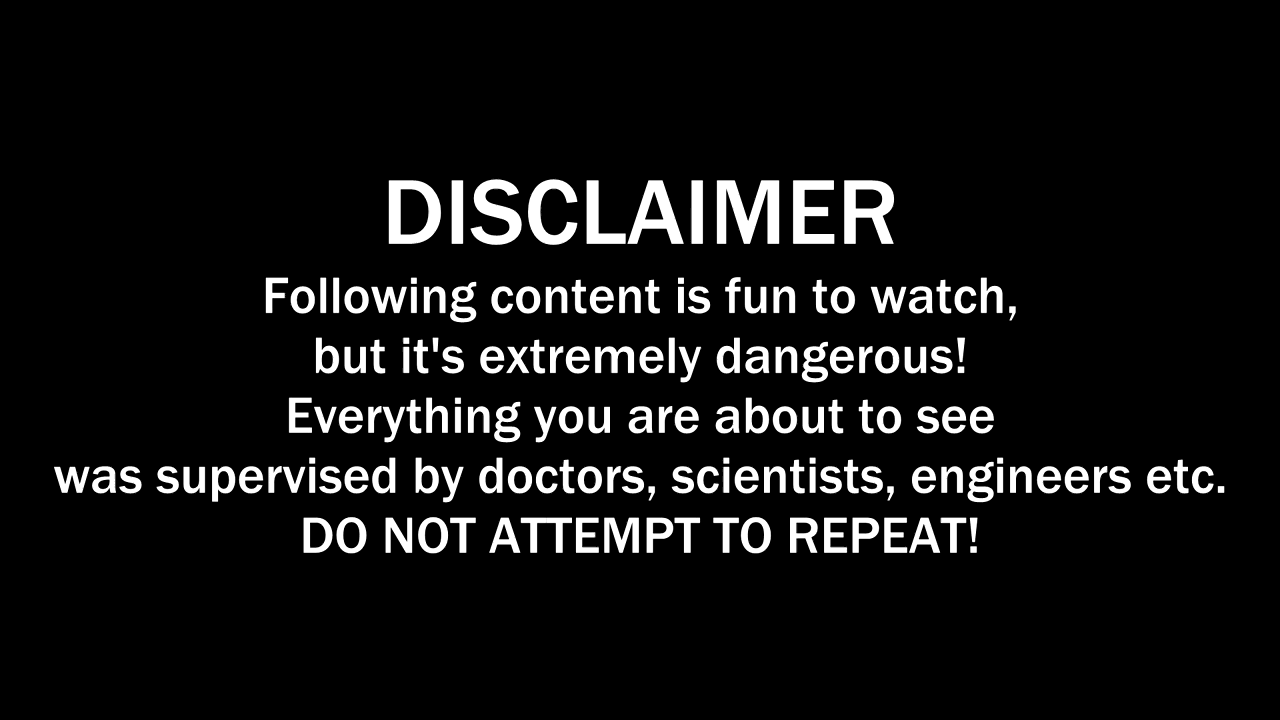 DISCLAIMER
Following content is fun to watch,
but it's extremely dangerous!
Everything you are about to see
was supervised by doctors, scientists, engineers etc.
DO NOT ATTEMPT TO REPEAT!